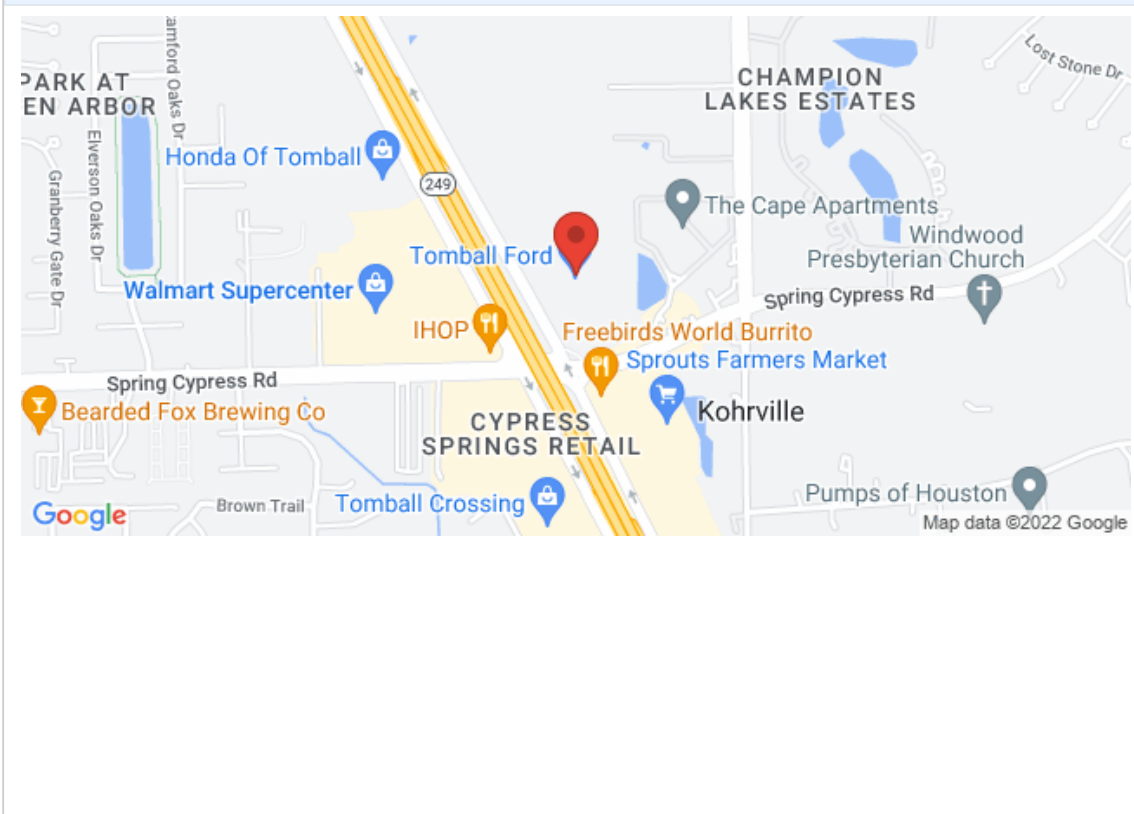 PARK AT
EN ARBOR
amford Oaks Dr
Elverson Oaks Dr
Granberry Gate Dr
Honda Of Tomball
249
CHAMPION
LAKES ESTATES
Lost Stone Dr
The Cape Apartments
Tomball Ford
Windwood
Presbyterian Church
Walmart Supercenter
Spring Cypress Rd
IHOP
Freebirds World Burrito
Sprouts Farmers Market
Spring Cypress Rd
Bearded Fox Brewing Co
Kohrville
CYPRESS
SPRINGS RETAIL
Tomball Crossing
Brown Trail
Pumps of Houston
Google
Map data ©2022 Google